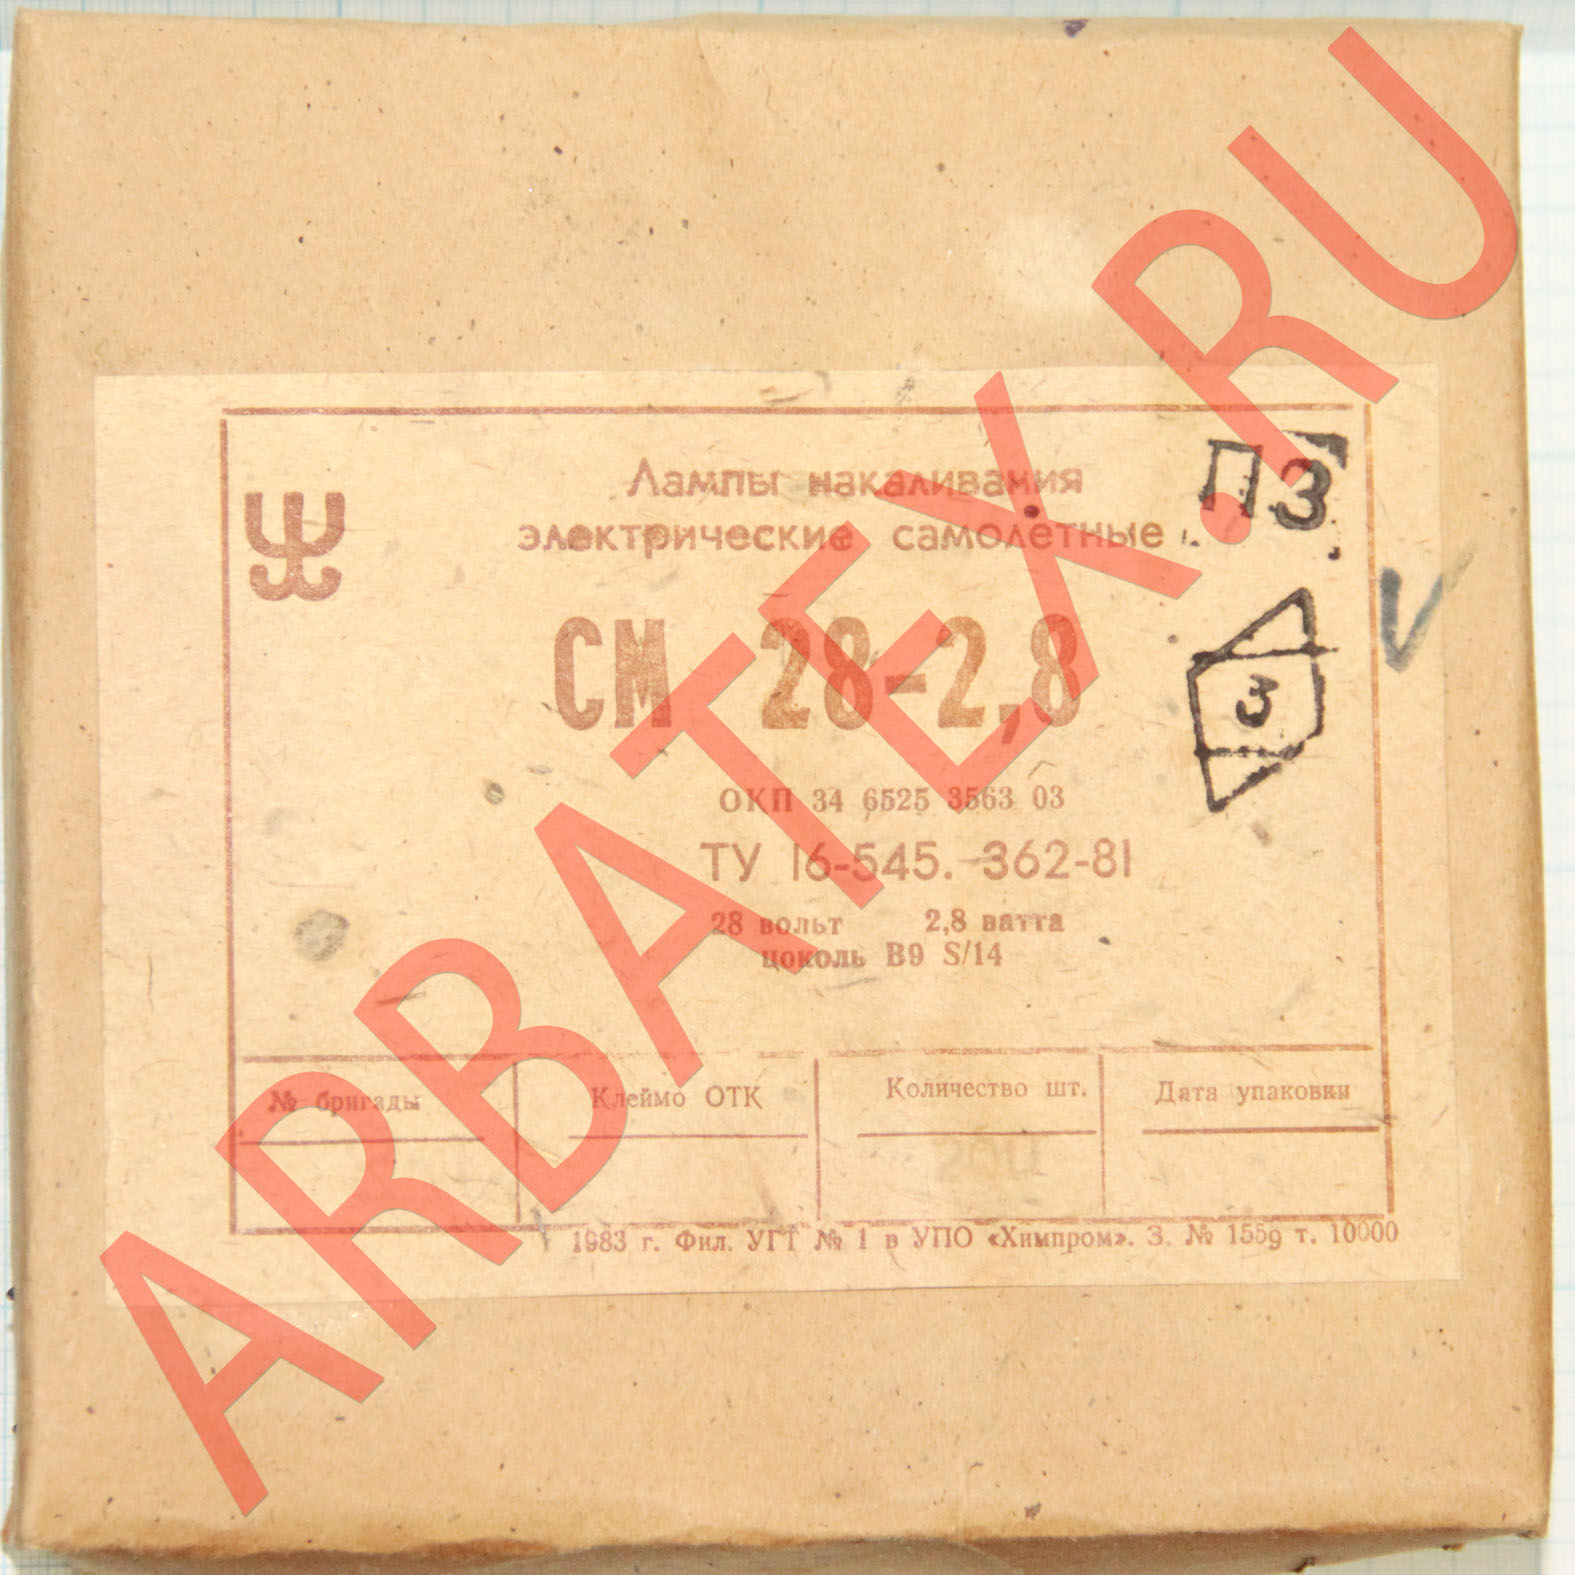 Лампы накаливания
электрические самолётные
ПЗ
СМ 28-2,8
3
V
ОКП 34 6525 3563 03
ТУ 16-545. 362-81
28 вольт 2,8 ватта
цоколь В9 S/14
№ бригады Клеймо ОТК Количество шт. Дата упаковки
1983 г. Фил. УГТ № 1 в УПО «Химпром». З. № 1559 т. 10000
ARBATEX.RU